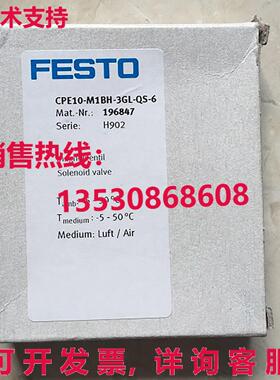 术支持
FESTO
CPE10-M1BH-3GL-QS-6
Mat.-Nr.: 196847
Serie: H902
销售热线:
13530868608
Solenoid valve
Tmedium: -5 - 50 °C
Medium: Luft / Air
可开发票, 详询客服